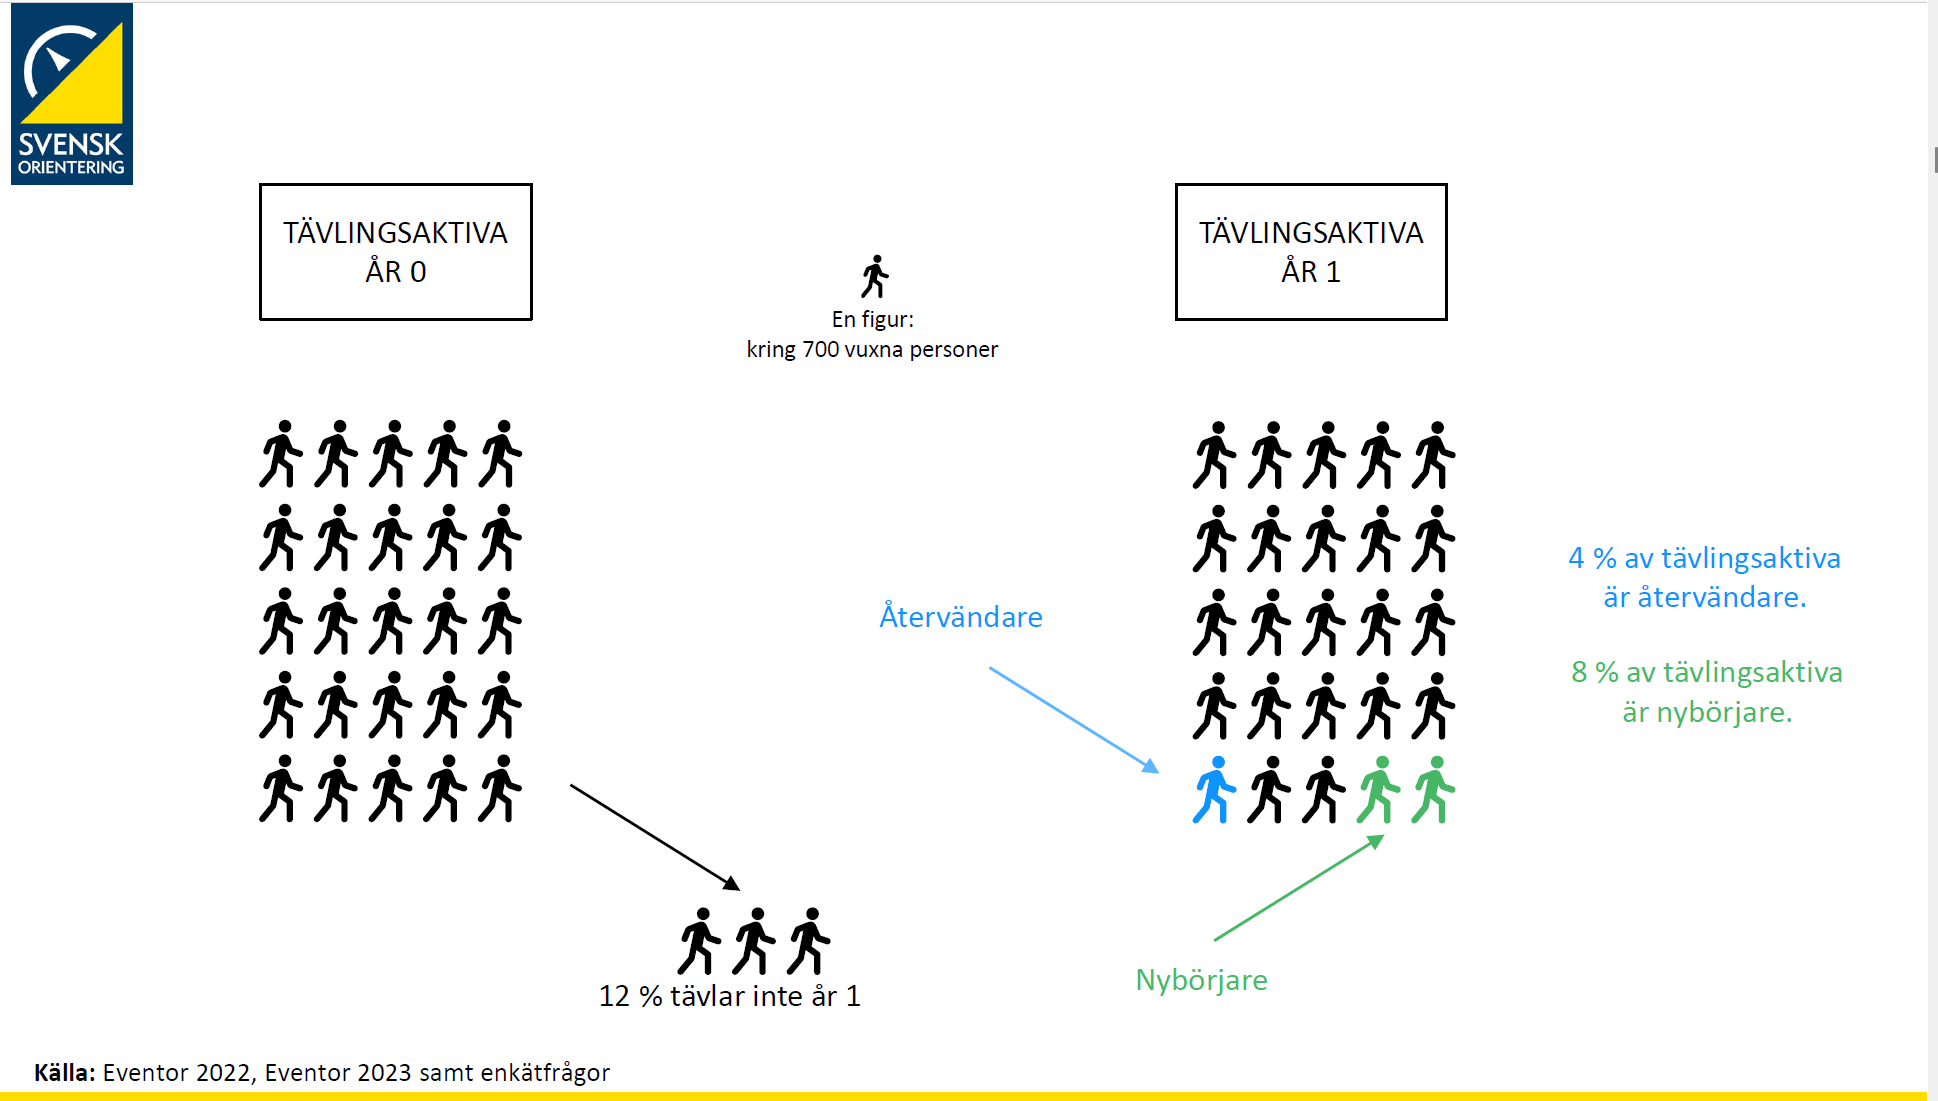 SVENSK
ORIENTERING
TÄVLINGSAKTIVA
ÅR 0
En figur:
kring 700 vuxna personer
TÄVLINGSAKTIVA
ÅR 1
Återvändare
4 % av tävlingsaktiva
är återvändare.
8 % av tävlingsaktiva
är nybörjare.
12 % tävlar inte år 1
Nybörjare
Källa: Eventor 2022, Eventor 2023 samt enkätfrågor